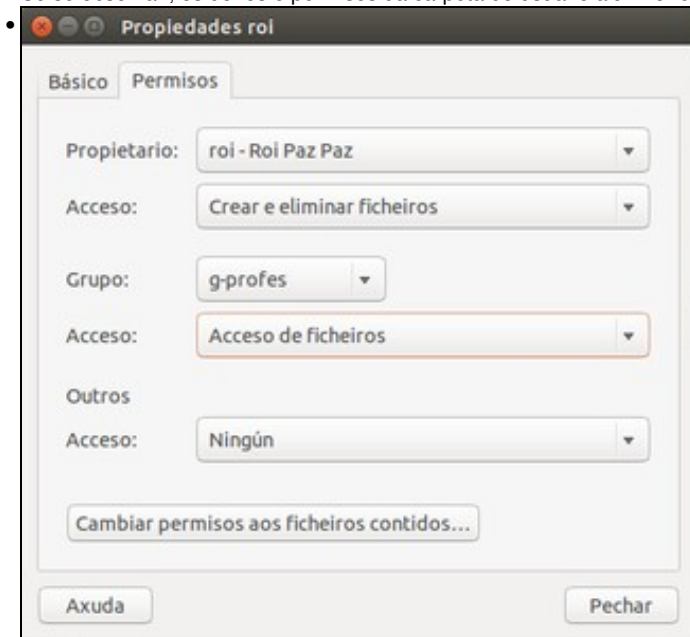 Propiedades roi
Básico Permisos
Propietario: roi - Roi Paz Paz
Acceso: Crear e eliminar ficheiros
Grupo: g-profes
Acceso: Acceso de ficheiros
Outros
Acceso: Ningún
Cambiar permisos aos ficheiros contidos...
Axuda Pechar